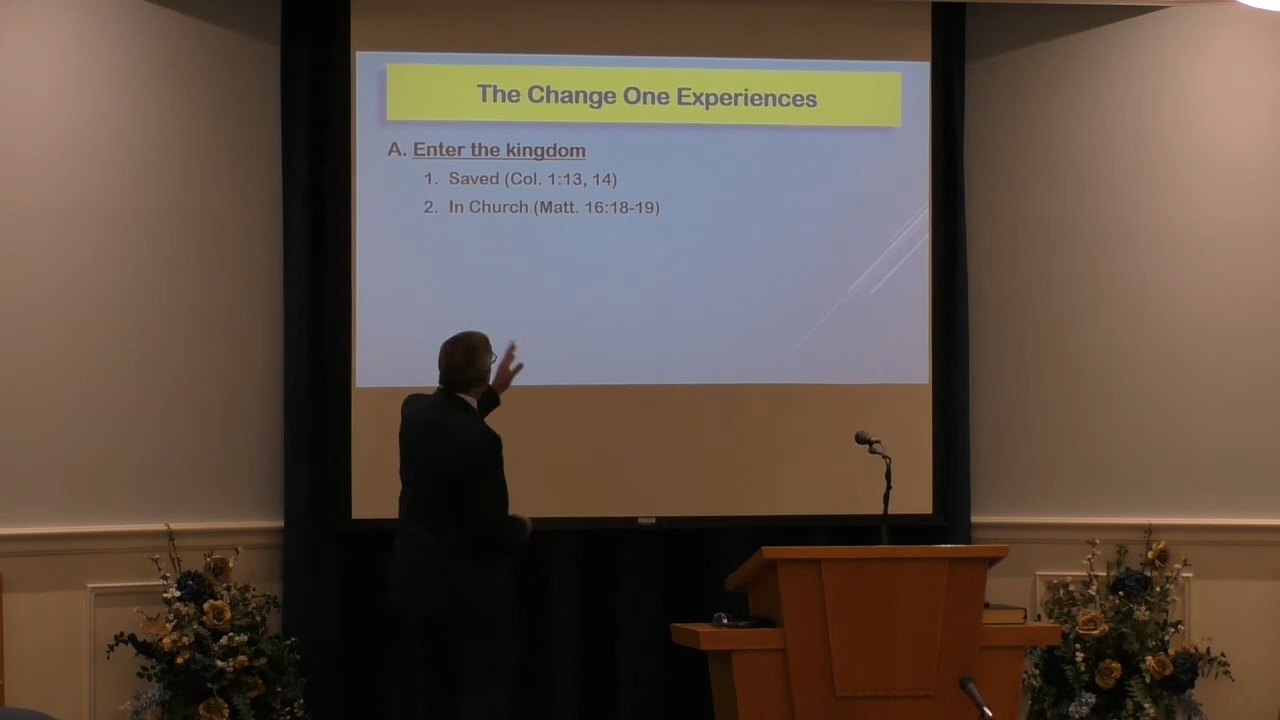 The Change One Experiences
A. Enter the kingdom
1. Saved (Col. 1:13, 14)
2. In Church (Matt. 16:18-19)